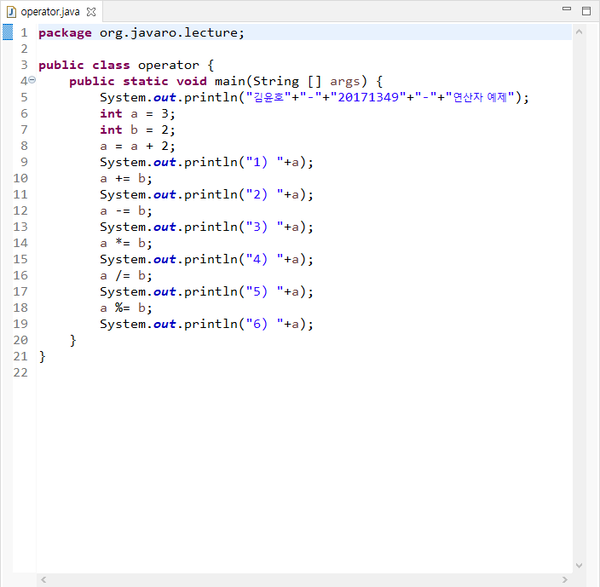 operator.java
1 package org.javaro.lecture;
2
3 public class operator {
4 public static void main(String [] args) {
5 System.out.println("김윤호"+"-"+"20171349"+"-"+"연산자 예제");
6 int a = 3;
7 int b = 2;
8 a = a + 2;
9 System.out.println("1) "+a);
10 a += b;
11 System.out.println("2) "+a);
12 a -= b;
13 System.out.println("3) "+a);
14 a *= b;
15 System.out.println("4) "+a);
16 a /= b;
17 System.out.println("5) "+a);
18 a %= b;
19 System.out.println("6) "+a);
20 }
21 }
22